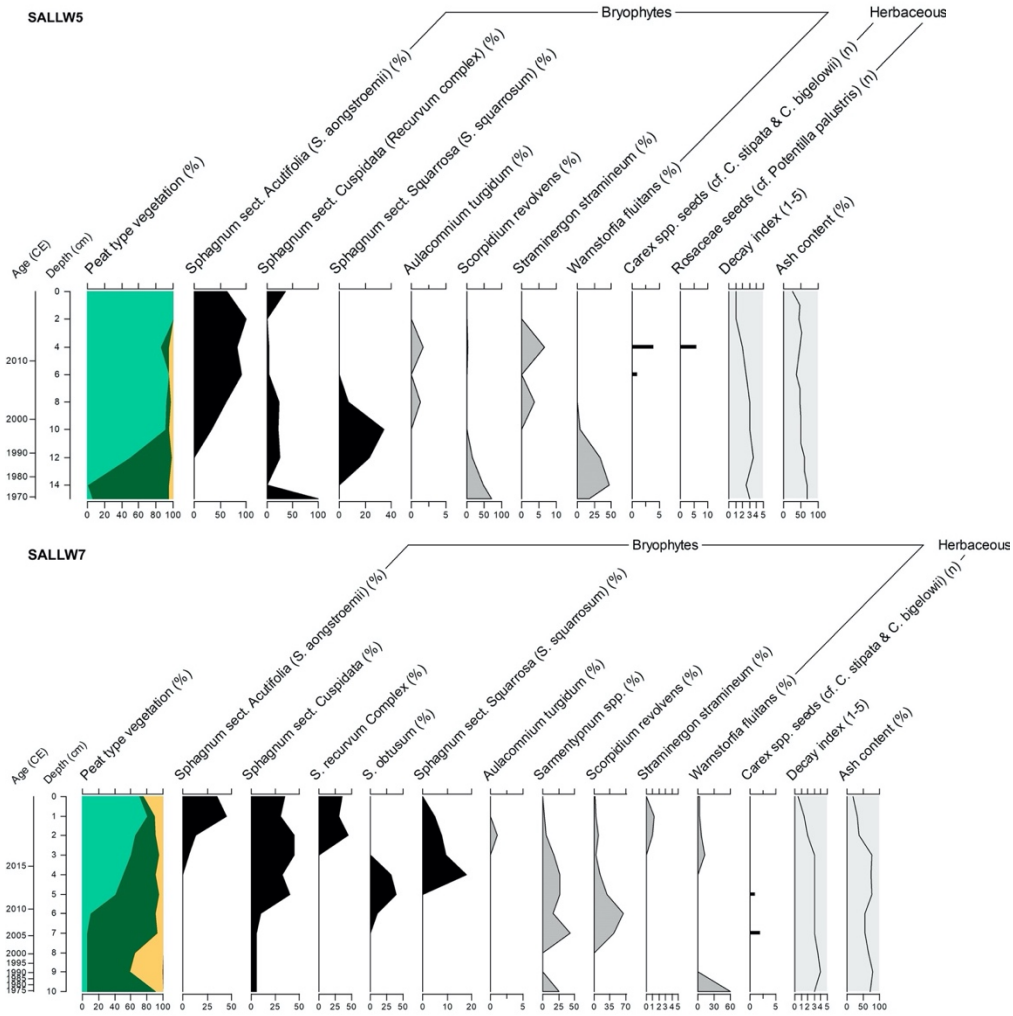 SALLW5
Bryophytes
Herbaceous
Age (CE)
Depth (cm)
Peat type vegetation (%)
Sphagnum sect. Acutifolia (S. aongstroemii) (%)
Sphagnum sect. Cuspidata (Recurvum complex) (%)
Sphagnum sect. Squarrosa (S. squarrosum) (%)
Aulacomnium turgidum (%)
Scorpidium revolvens (%)
Straminergon stramineum (%)
Warnstorfia fluitans (%)
Carex spp. seeds (cf. C. stipata & C. bigelowii) (n)
Rosaceae seeds (cf. Potentilla palustris) (n)
Decay index (1-5)
Ash content (%)
2010
2000
1990
1980
1970
0
2
4
6
8
10
12
14
0 20 40 60 80 100
0 50 100
0 50 100
0 20 40
0 5
0 50 100
0 5 10
0 25 50
0 5
0 5 10
0 1 2 3 4 5
0 50 100
SALLW7
Bryophytes
Herbaceous
Age (CE)
Depth (cm)
Peat type vegetation (%)
Sphagnum sect. Acutifolia (S. aongstroemii) (%)
Sphagnum sect. Cuspidata (%)
S. recurvum Complex (%)
S. obtusum (%)
Sphagnum sect. Squarrosa (S. squarrosum) (%)
Aulacomnium turgidum (%)
Sarmentypnum spp. (%)
Scorpidium revolvens (%)
Straminergon stramineum (%)
Warnstorfia fluitans (%)
Carex spp. seeds (cf. C. stipata & C. bigelowii) (n)
Decay index (1-5)
Ash content (%)
2015
2010
2005
2000
1995
1990
1985
1980
1975
0
1
2
3
4
5
6
7
8
9
10
0 20 40 60 80 100
0 25 50
0 25 50
0 25 50
0 25 50
0 10 20
0 5
0 25 50
0 35 70
0 1 2 3 4 5
0 30 60
0 5
0 1 2 3 4 5
0 50 100